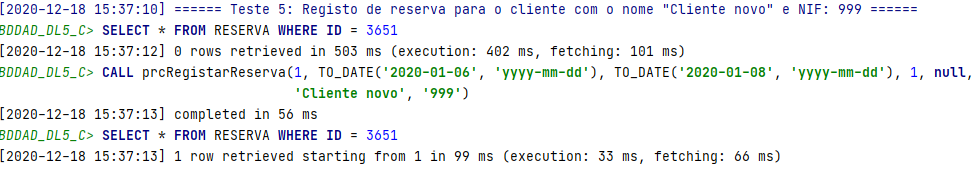 [2020-12-18 15:37:10] ====== Teste 5: Registo de reserva para o cliente com o nome "Cliente novo" e NIF: 999 ======
BDDAD_DL5_C> SELECT * FROM RESERVA WHERE ID = 3651
[2020-12-18 15:37:12] 0 rows retrieved in 503 ms (execution: 402 ms, fetching: 101 ms)
BDDAD_DL5_C> CALL prcRegistarReserva(1, TO_DATE('2020-01-06', 'yyyy-mm-dd'), TO_DATE('2020-01-08', 'yyyy-mm-dd'), 1, null,
'Cliente novo', '999')
[2020-12-18 15:37:13] completed in 56 ms
BDDAD_DL5_C> SELECT * FROM RESERVA WHERE ID = 3651
[2020-12-18 15:37:13] 1 row retrieved starting from 1 in 99 ms (execution: 33 ms, fetching: 66 ms)